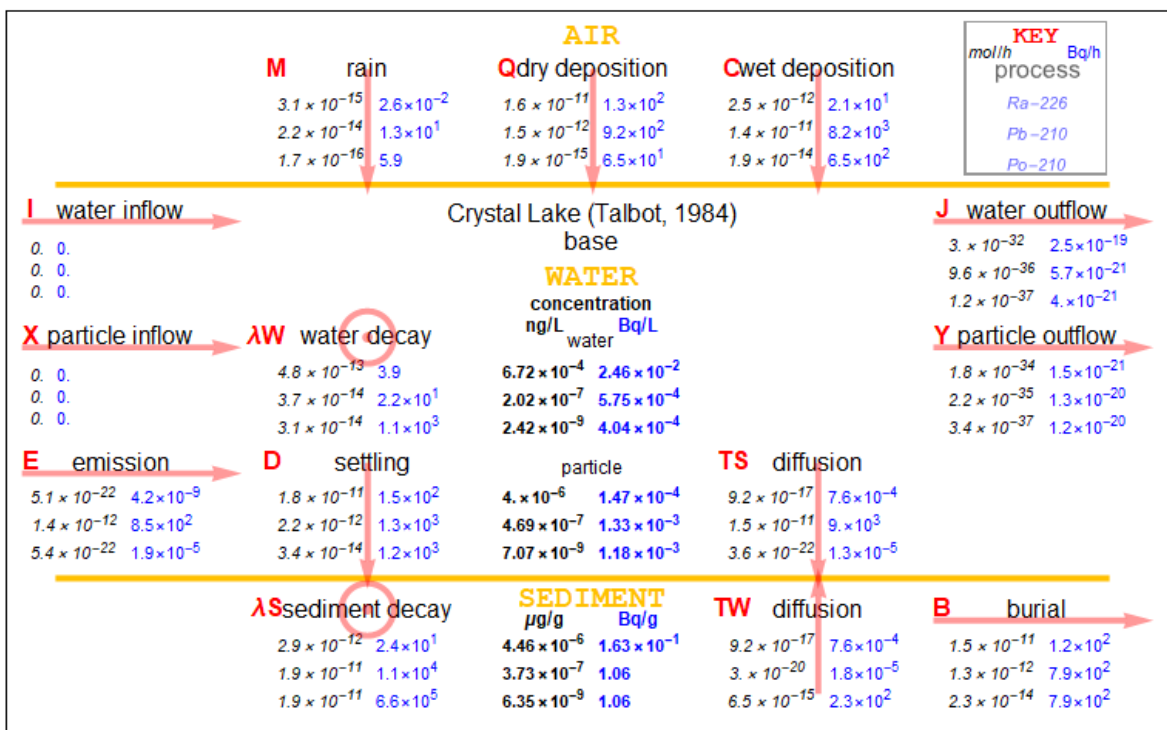 AIR
KEY
mol/h Bq/h
process
Ra-226
Pb-210
Po-210
M rain
3.1 × 10⁻¹⁵ 2.6×10⁻²
2.2 × 10⁻¹⁴ 1.3×10¹
1.7 × 10⁻¹⁶ 5.9
Qdry deposition
1.6 × 10⁻¹¹ 1.3×10²
1.5 × 10⁻¹² 9.2×10²
1.9 × 10⁻¹⁵ 6.5×10¹
Cwet deposition
2.5 × 10⁻¹² 2.1×10¹
1.4 × 10⁻¹¹ 8.2×10³
1.9 × 10⁻¹⁴ 6.5×10²
I water inflow
0. 0.
0. 0.
0. 0.
Crystal Lake (Talbot, 1984)
base
J water outflow
3. × 10⁻³² 2.5×10⁻¹⁹
9.6 × 10⁻³⁶ 5.7×10⁻²¹
1.2 × 10⁻³⁷ 4.×10⁻²¹
WATER
concentration
ng/L Bq/L
water
6.72 × 10⁻⁴ 2.46 × 10⁻²
2.02 × 10⁻⁷ 5.75 × 10⁻⁴
2.42 × 10⁻⁹ 4.04 × 10⁻⁴
X particle inflow
0. 0.
0. 0.
0. 0.
λW water decay
4.8 × 10⁻¹³ 3.9
3.7 × 10⁻¹⁴ 2.2×10¹
3.1 × 10⁻¹⁴ 1.1×10³
Y particle outflow
1.8 × 10⁻³⁴ 1.5×10⁻²¹
2.2 × 10⁻³⁵ 1.3×10⁻²⁰
3.4 × 10⁻³⁷ 1.2×10⁻²⁰
E emission
5.1 × 10⁻²² 4.2×10⁻⁹
1.4 × 10⁻¹² 8.5×10²
5.4 × 10⁻²² 1.9×10⁻⁵
D settling
1.8 × 10⁻¹¹ 1.5×10²
2.2 × 10⁻¹² 1.3×10³
3.4 × 10⁻¹⁴ 1.2×10³
particle
4. × 10⁻⁶ 1.47 × 10⁻⁴
4.69 × 10⁻⁷ 1.33 × 10⁻³
7.07 × 10⁻⁹ 1.18 × 10⁻³
TS diffusion
9.2 × 10⁻¹⁷ 7.6×10⁻⁴
1.5 × 10⁻¹¹ 9.×10³
3.6 × 10⁻²² 1.3×10⁻⁵
λS sediment decay
2.9 × 10⁻¹² 2.4×10¹
1.9 × 10⁻¹¹ 1.1×10⁴
1.9 × 10⁻¹¹ 6.6×10⁵
SEDIMENT
μg/g Bq/g
4.46 × 10⁻⁶ 1.63 × 10⁻¹
3.73 × 10⁻⁷ 1.06
6.35 × 10⁻⁹ 1.06
TW diffusion
9.2 × 10⁻¹⁷ 7.6×10⁻⁴
3. × 10⁻²⁰ 1.8×10⁻⁵
6.5 × 10⁻¹⁵ 2.3×10²
B burial
1.5 × 10⁻¹¹ 1.2×10²
1.3 × 10⁻¹² 7.9×10²
2.3 × 10⁻¹⁴ 7.9×10²